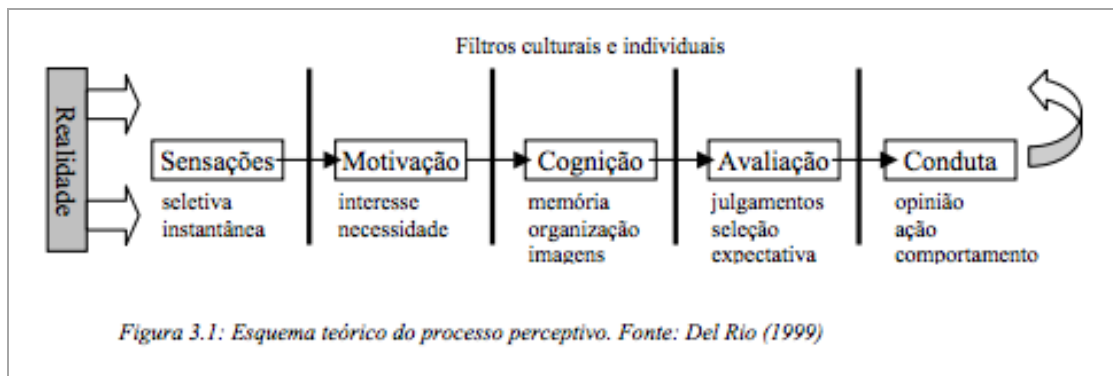 Filtros culturais e individuais
Realidade
Sensações
seletiva
instantânea
Motivação
interesse
necessidade
Cognição
memória
organização
imagens
Avaliação
julgamentos
seleção
expectativa
Conduta
opinião
ação
comportamento
Figura 3.1: Esquema teórico do processo perceptivo. Fonte: Del Rio (1999)